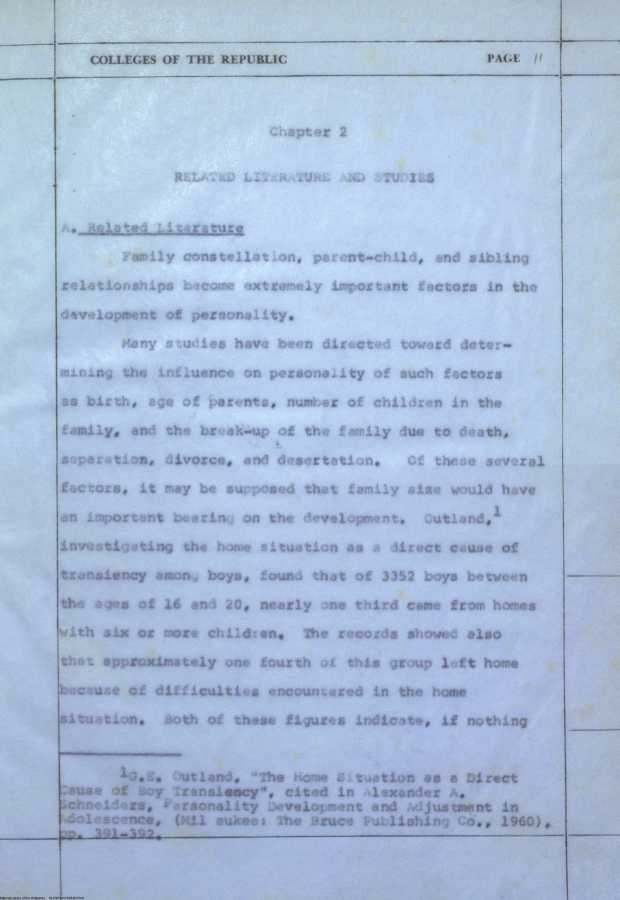 COLLEGES OF THE REPUBLIC PAGE 11
Chapter 2
RELATED LITERATURE AND STUDIES
A. Related Literature
Family constellation, parent-child, and sibling
relationships become extremely important factors in the
development of personality.
Many studies have been directed toward deter-
mining the influence on personality of such factors
as birth, age of parents, number of children in the
family, and the break-up of the family due to death,
separation, divorce, and desertation. Of these several
factors, it may be supposed that family size would have
an important bearing on the development. Outland,1
investigating the home situation as a direct cause of
transiency among boys, found that of 3352 boys between
the ages of 16 and 20, nearly one third came from homes
with six or more children. The records showed also
that approximately one fourth of this group left home
because of difficulties encountered in the home
situation. Both of these figures indicate, if nothing
1G.E. Outland, "The Home Situation as a Direct
Cause of Boy Transiency", cited in Alexander A.
Schneiders, Personality Development and Adjustment in
Adolescence, (Mil aukee: The Bruce Publishing Co., 1960),
pp. 391-392.